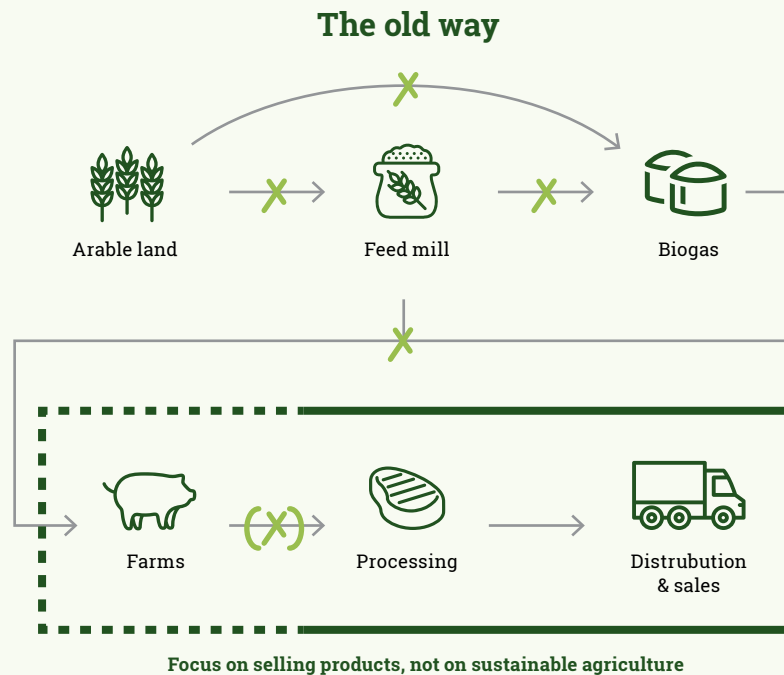 The old way
Arable land
Feed mill
Biogas
Farms
Processing
Distrubution
& sales
Focus on selling products, not on sustainable agriculture